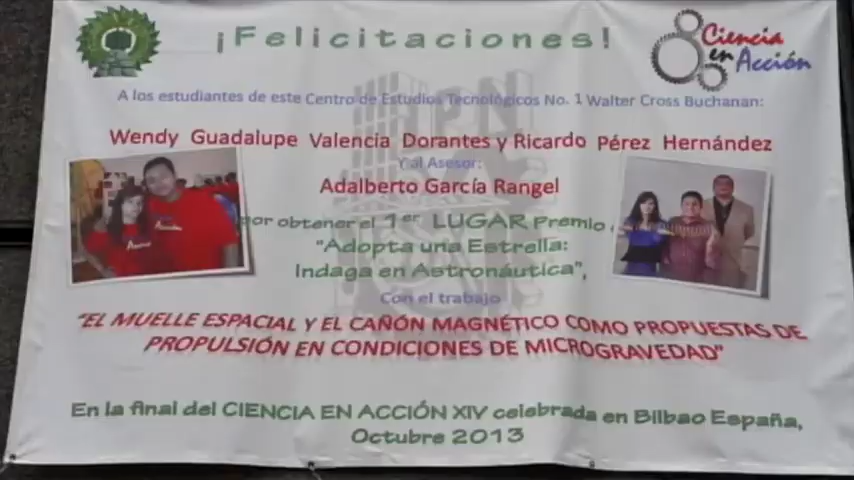 ¡Felicitaciones!
Ciencia
en
Acción
A los estudiantes de este Centro de Estudios Tecnológicos No. 1 Walter Cross Buchanan:
Wendy Guadalupe Valencia Dorantes y Ricardo Pérez Hernández
Y al Asesor:
Adalberto García Rangel
por obtener el 1er LUGAR Premio
"Adopta una Estrella:
Indaga en Astronáutica",
Con el trabajo
"EL MUELLE ESPACIAL Y EL CAÑÓN MAGNÉTICO COMO PROPUESTAS DE
PROPULSIÓN EN CONDICIONES DE MICROGRAVEDAD"
En la final del CIENCIA EN ACCIÓN XIV celebrada en Bilbao España,
Octubre 2013